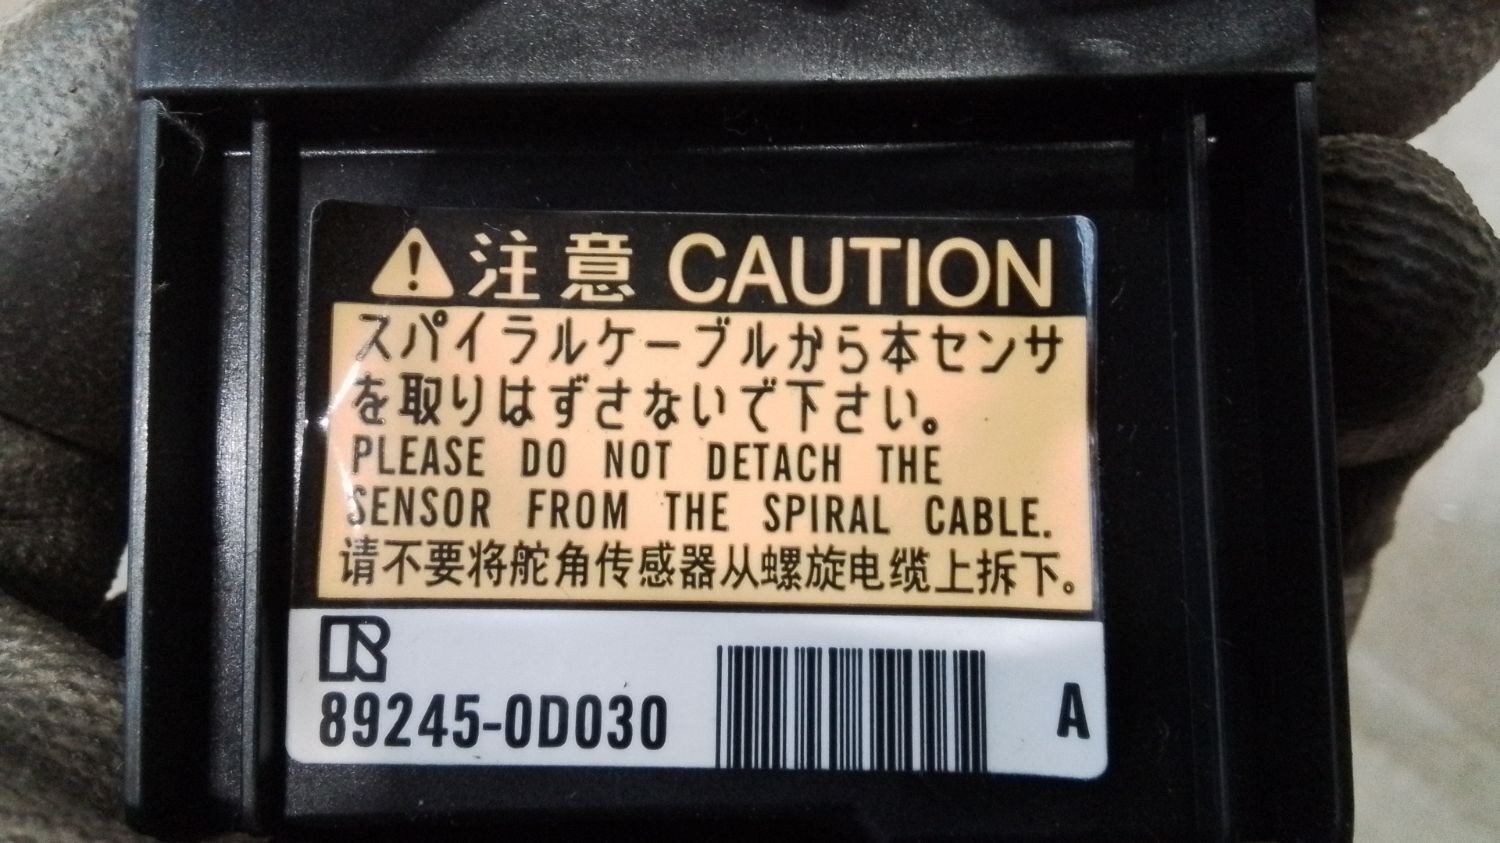 注意 CAUTION
スパイラルケーブルから本センサ
を取りはずさないで下さい。
PLEASE DO NOT DETACH THE
SENSOR FROM THE SPIRAL CABLE.
请不要将舵角传感器从螺旋电缆上拆下。
89245-0D030
A